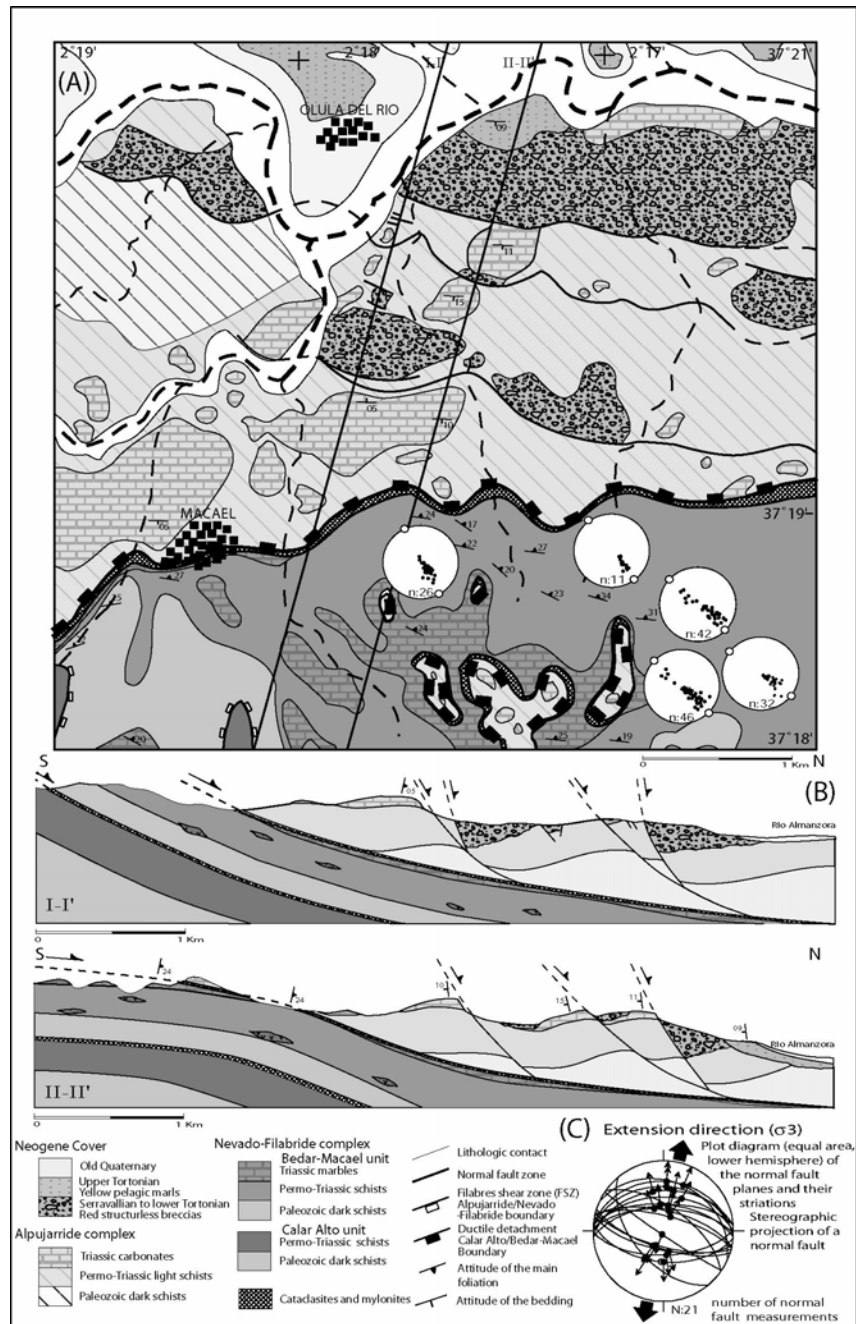 2°19' 2°18' 2°17' 37°21'
(A) I-I' II-II'
OLULA DEL RIO
09
11
15
05
10
MACAEL
05
37°19'
24
17
22
27
27
20
25
23
34
31
24
n:26
n:11
n:42
n:46
n:32
20
25
19
37°18'
0 1 Km
S N
(B)
05
Río Almanzora
I-I'
0 1 Km
S N
24
24
10
15
11
09
Río Almanzora
II-II'
0 1 Km
Neogene Cover
Old Quaternary
Upper Tortonian
Yellow pelagic marls
Serravallian to lower Tortonian
Red structurless breccias
Alpujarride complex
Triassic carbonates
Permo-Triassic light schists
Paleozoic dark schists
Nevado-Filabride complex
Bedar-Macael unit
Triassic marbles
Permo-Triassic schists
Paleozoic dark schists
Calar Alto unit
Permo-Triassic schists
Paleozoic dark schists
Cataclasites and mylonites
Lithologic contact
Normal fault zone
Filabres shear zone (FSZ)
Alpujarride/Nevado
-Filabride boundary
Ductile detachment
Calar Alto/Bedar-Macael
Boundary
Attitude of the main
foliation
Attitude of the bedding
(C) Extension direction (σ3)
Plot diagram (equal area,
lower hemisphere) of
the normal fault
planes and their
striations
Stereographic
projection of a
normal fault
N:21
number of normal
fault measurements